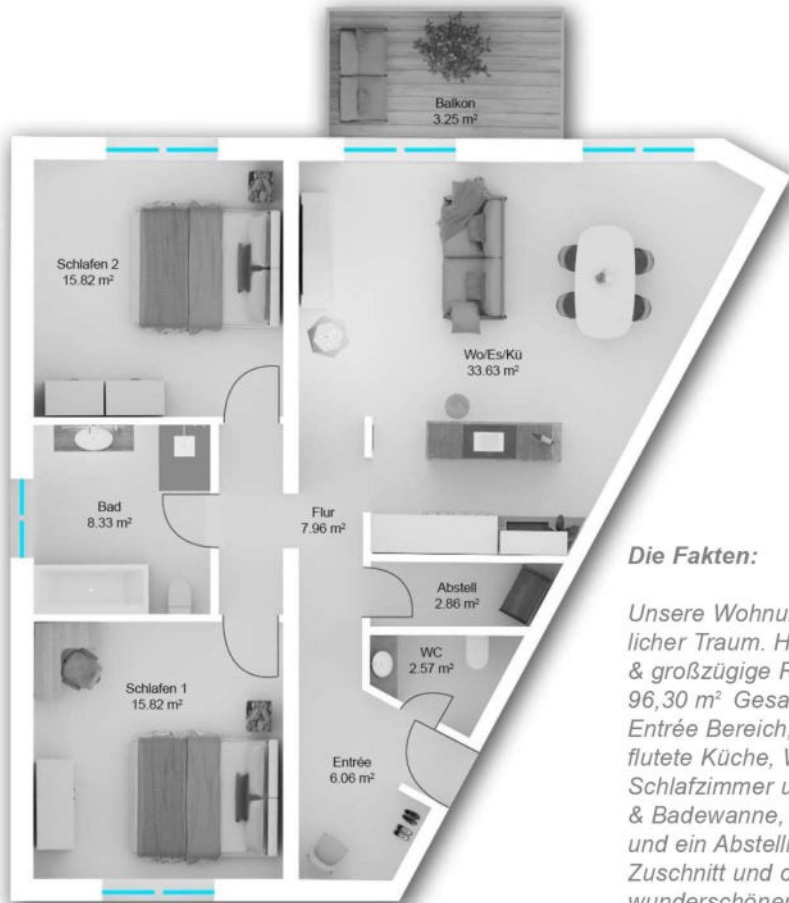 Balkon
3.25 m²
Schlafen 2
15.82 m²
Wo/Es/Kü
33.63 m²
Bad
8.33 m²
Flur
7.96 m²
Abstell
2.86 m²
WC
2.57 m²
Schlafen 1
15.82 m²
Entrée
6.06 m²
Die Fakten:
Unsere Wohnu
licher Traum. H
& großzügige R
96,30 m² Gesa
Entrée Bereich,
flutete Küche, W
Schlafzimmer u
& Badewanne,
und ein Abstell
Zuschnitt und d
wunderschöner